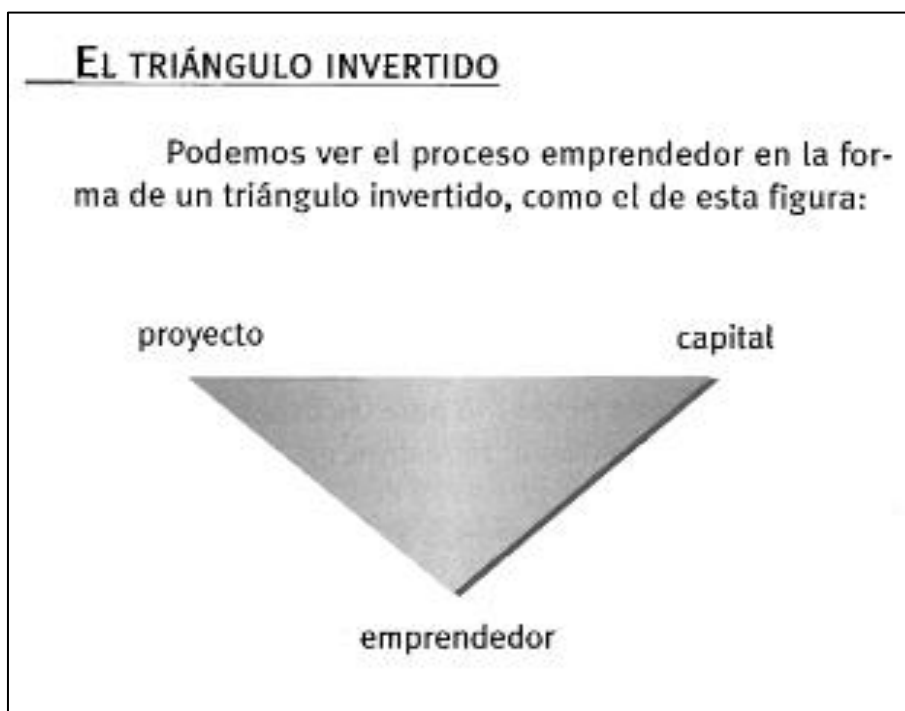 EL TRIÁNGULO INVERTIDO
Podemos ver el proceso emprendedor en la for-
ma de un triángulo invertido, como el de esta figura:
proyecto
capital
emprendedor